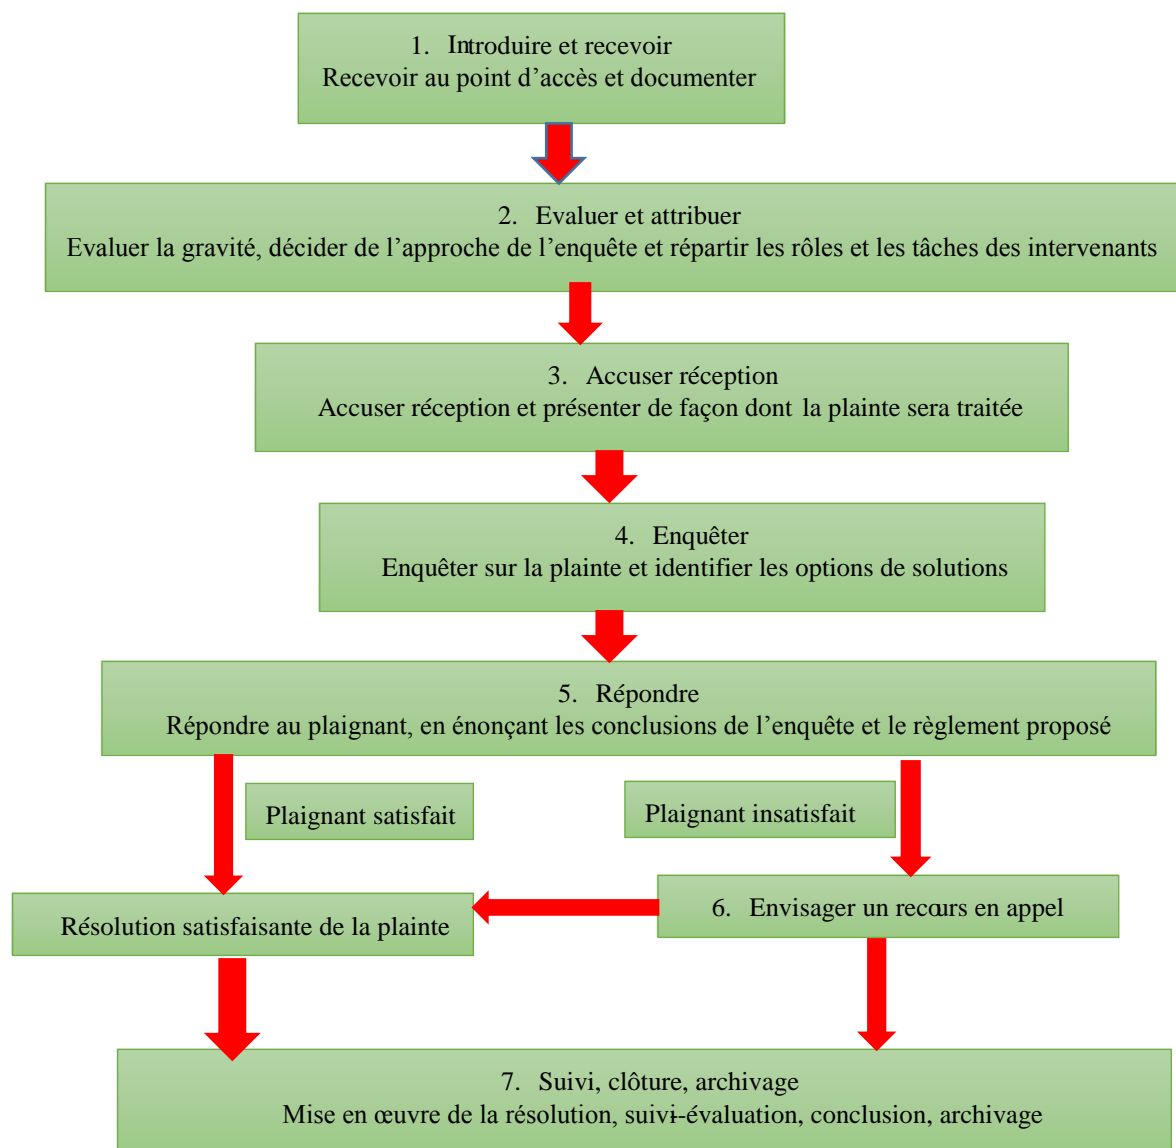 1. Introduire et recevoir
Recevoir au point d'accès et documenter
2. Evaluer et attribuer
Evaluer la gravité, décider de l'approche de l'enquête et répartir les rôles et les tâches des intervenants
3. Accuser réception
Accuser réception et présenter de façon dont la plainte sera traitée
4. Enquêter
Enquêter sur la plainte et identifier les options de solutions
5. Répondre
Répondre au plaignant, en énonçant les conclusions de l'enquête et le règlement proposé
Plaignant satisfait
Plaignant insatisfait
Résolution satisfaisante de la plainte
6. Envisager un recours en appel
7. Suivi, clôture, archivage
Mise en œuvre de la résolution, suivi-évaluation, conclusion, archivage